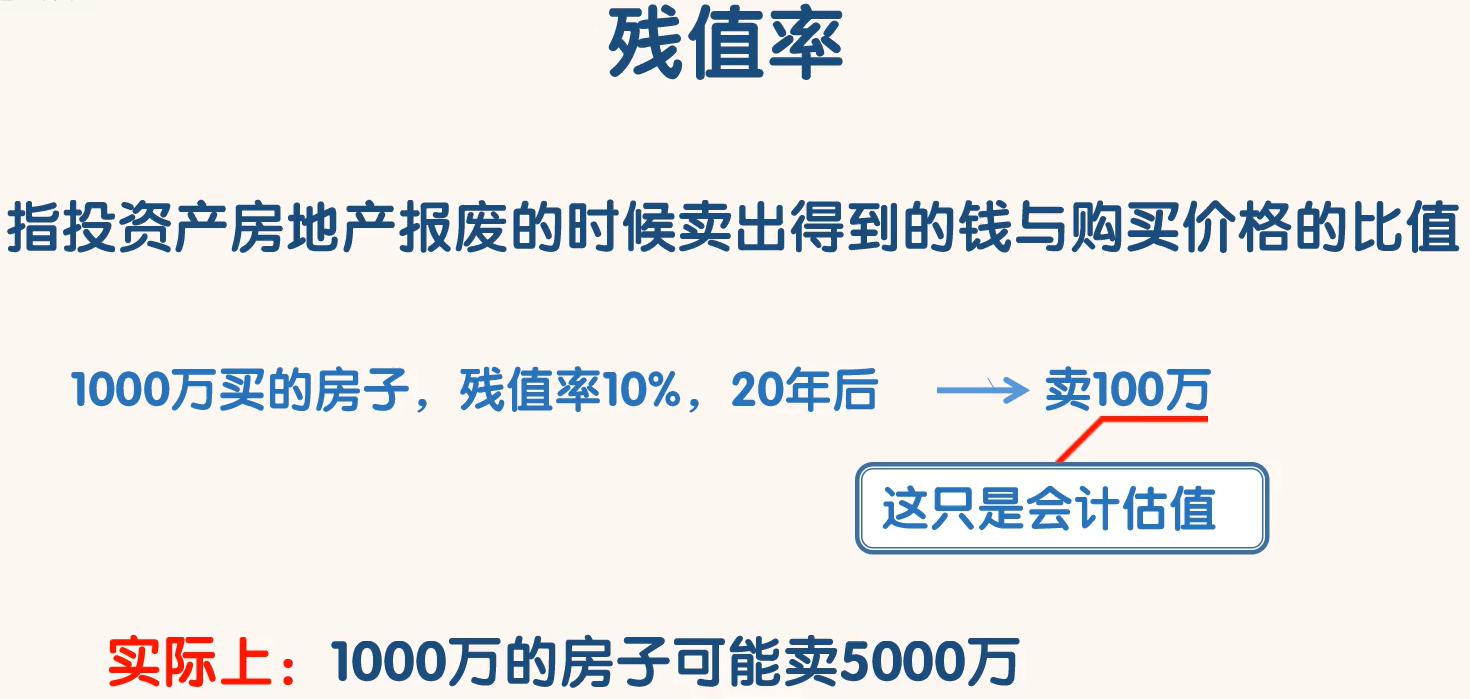 残值率
指投资产房地产报废的时候卖出得到的钱与购买价格的比值
1000万买的房子，残值率10%，20年后 → 卖100万
这只是会计估值
实际上：1000万的房子可能卖5000万